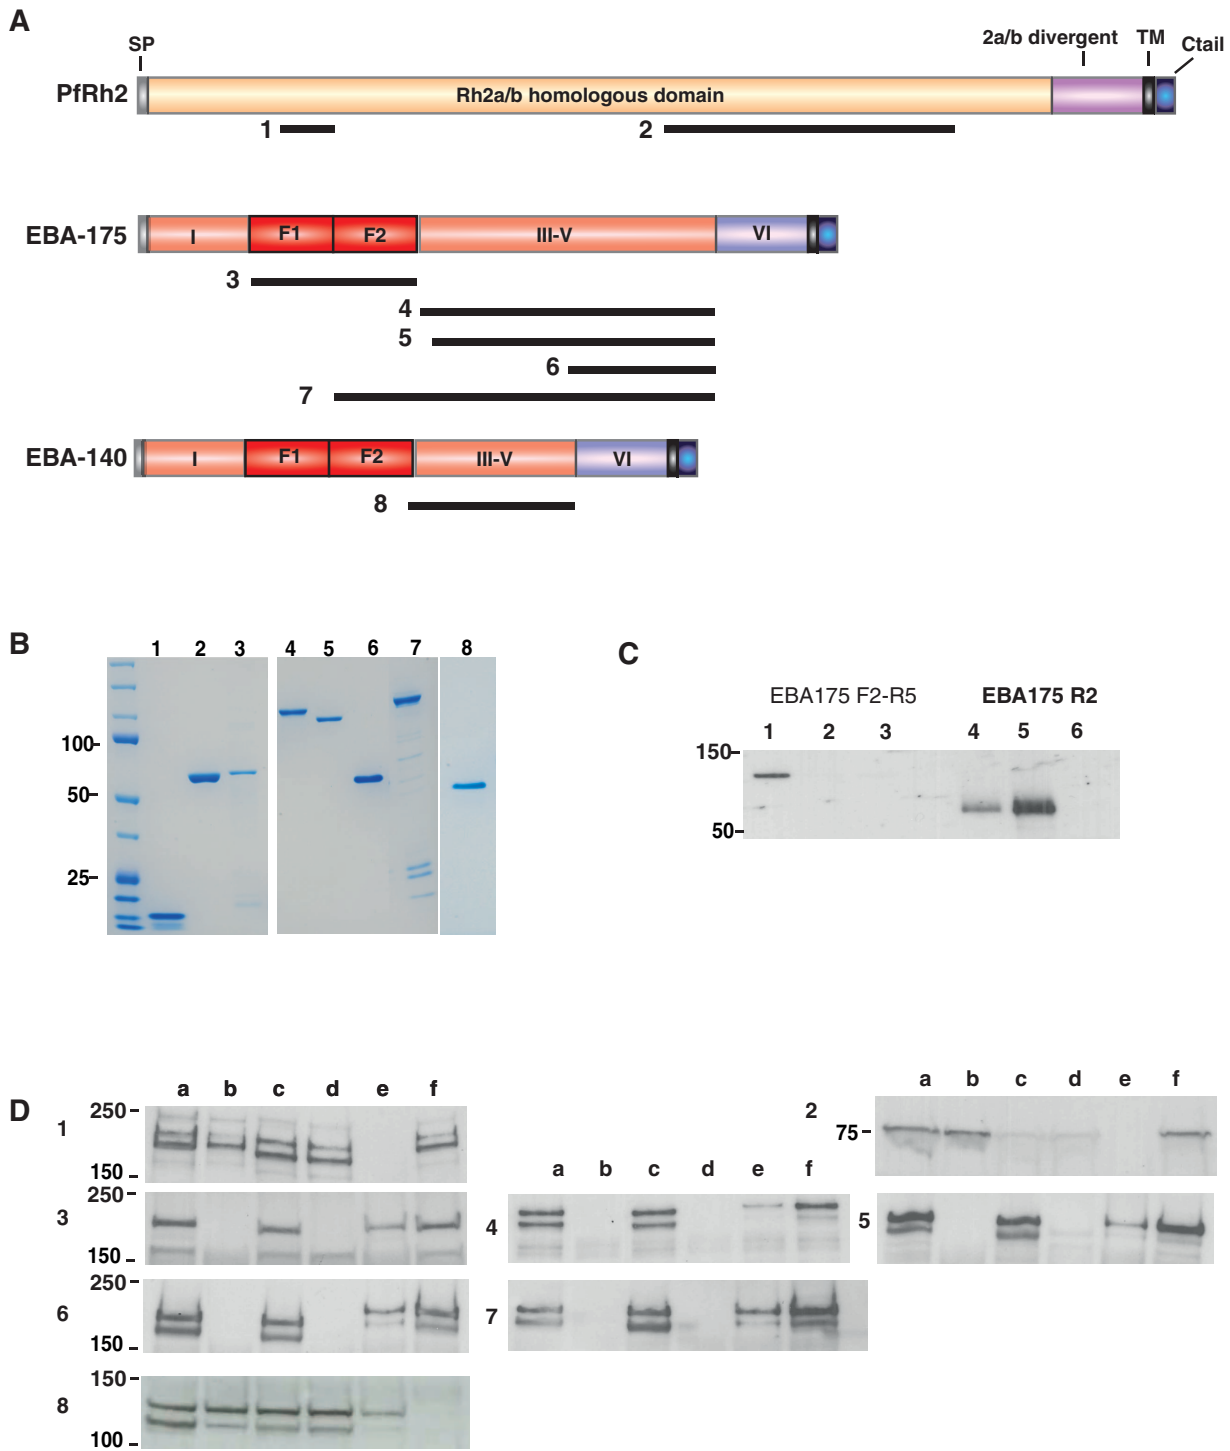 A
SP
2a/b divergent
TM
Ctail
PfRh2
Rh2a/b homologous domain
1
2
EBA-175
I
F1
F2
III-V
VI
3
4
5
6
7
EBA-140
I
F1
F2
III-V
VI
8
B
1 2 3 4 5 6 7 8
100
50
25
C
EBA175 F2-R5
EBA175 R2
1 2 3 4 5 6
150
50
D
a b c d e f
1
250
150
2
a b c d e f
75
3
250
150
a b c d e f
4
5
6
250
150
7
8
150
100